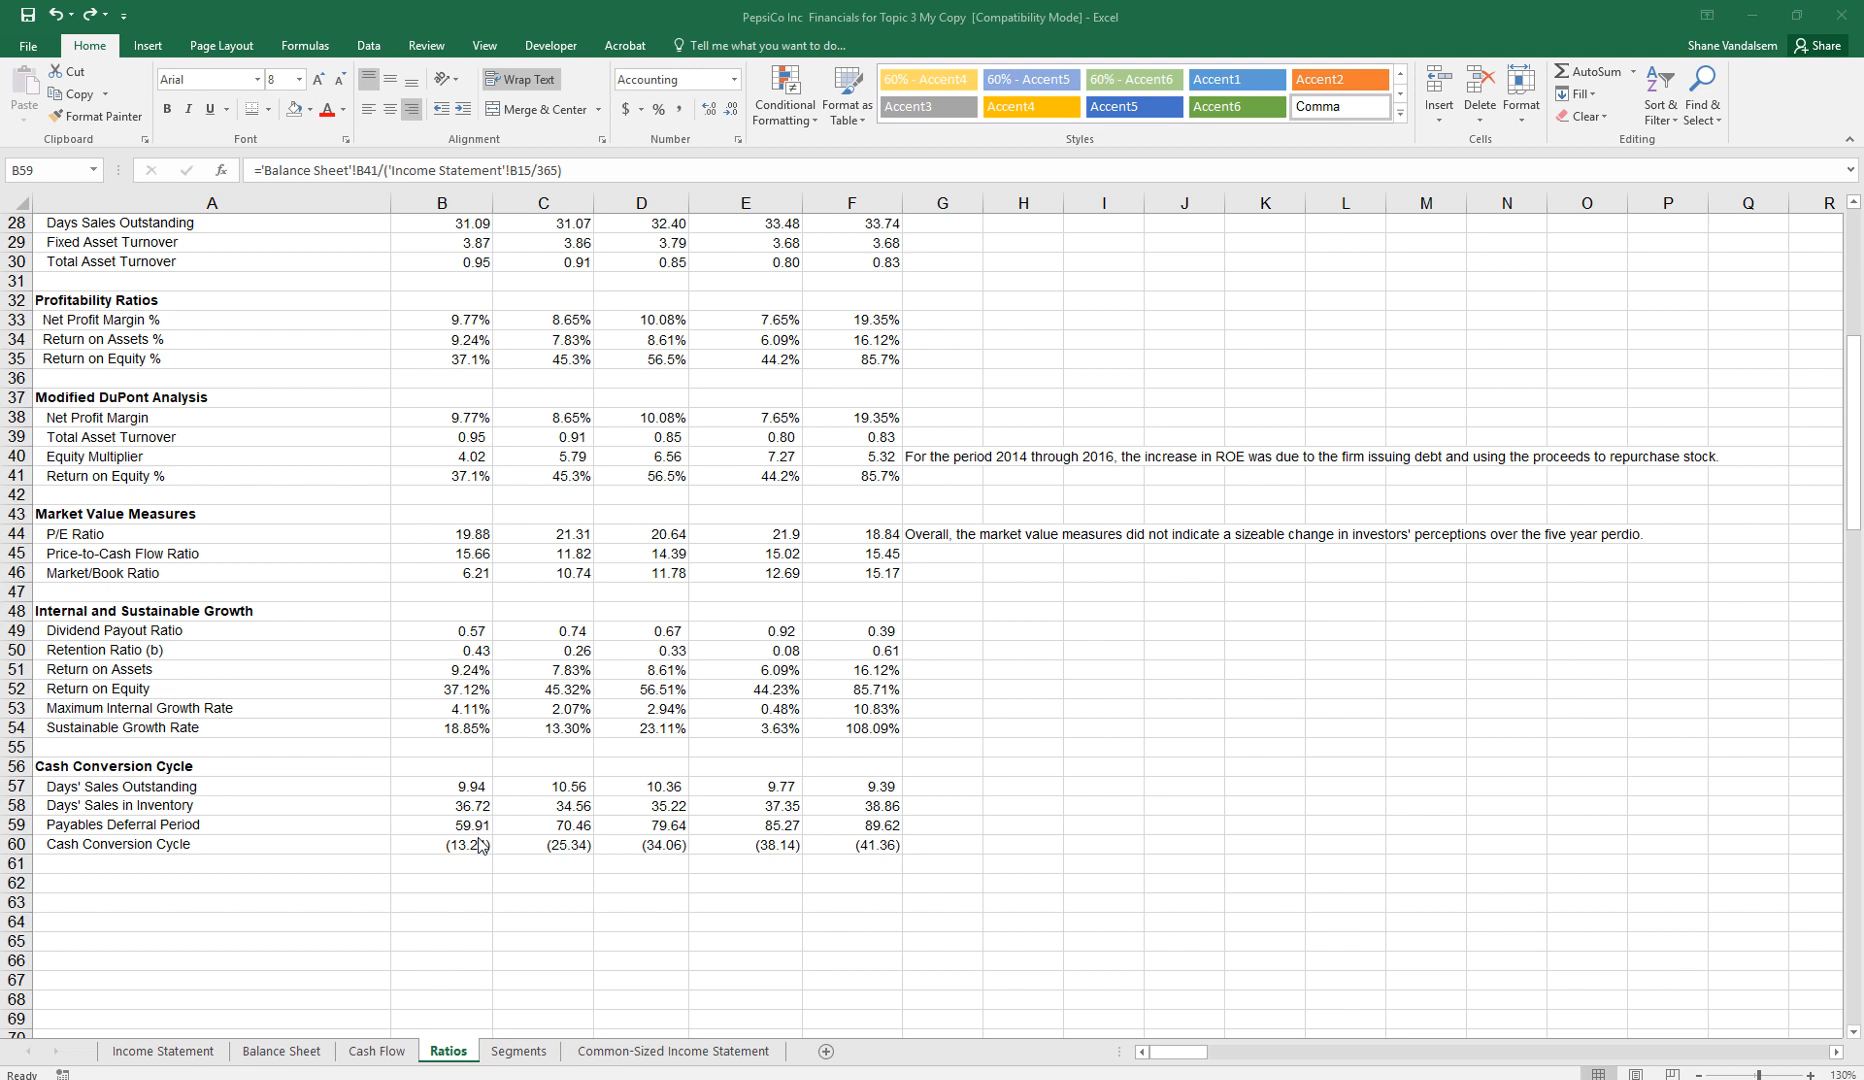 PepsiCo Inc Financials for Topic 3 My Copy [Compatibility Mode] - Excel
File Home Insert Page Layout Formulas Data Review View Developer Acrobat Tell me what you want to do... Shane Vandalsem Share
Paste
Cut
Copy
Format Painter
Clipboard
Arial 8
B I U A
Font
Wrap Text
Merge & Center
Alignment
Accounting
$ % ,
Number
Conditional Formatting
Format as Table
60% - Accent4 60% - Accent5 60% - Accent6 Accent1 Accent2
Accent3 Accent4 Accent5 Accent6 Comma
Styles
Insert Delete Format
Cells
AutoSum
Fill
Clear
Sort & Filter
Find & Select
Editing
B59 fx ='Balance Sheet'!B41/('Income Statement'!B15/365)
A B C D E F G H I J K L M N O P Q R
28 Days Sales Outstanding 31.09 31.07 32.40 33.48 33.74
29 Fixed Asset Turnover 3.87 3.86 3.79 3.68 3.68
30 Total Asset Turnover 0.95 0.91 0.85 0.80 0.83
31
32 Profitability Ratios
33 Net Profit Margin % 9.77% 8.65% 10.08% 7.65% 19.35%
34 Return on Assets % 9.24% 7.83% 8.61% 6.09% 16.12%
35 Return on Equity % 37.1% 45.3% 56.5% 44.2% 85.7%
36
37 Modified DuPont Analysis
38 Net Profit Margin 9.77% 8.65% 10.08% 7.65% 19.35%
39 Total Asset Turnover 0.95 0.91 0.85 0.80 0.83
40 Equity Multiplier 4.02 5.79 6.56 7.27 5.32 For the period 2014 through 2016, the increase in ROE was due to the firm issuing debt and using the proceeds to repurchase stock.
41 Return on Equity % 37.1% 45.3% 56.5% 44.2% 85.7%
42
43 Market Value Measures
44 P/E Ratio 19.88 21.31 20.64 21.9 18.84 Overall, the market value measures did not indicate a sizeable change in investors' perceptions over the five year perdio.
45 Price-to-Cash Flow Ratio 15.66 11.82 14.39 15.02 15.45
46 Market/Book Ratio 6.21 10.74 11.78 12.69 15.17
47
48 Internal and Sustainable Growth
49 Dividend Payout Ratio 0.57 0.74 0.67 0.92 0.39
50 Retention Ratio (b) 0.43 0.26 0.33 0.08 0.61
51 Return on Assets 9.24% 7.83% 8.61% 6.09% 16.12%
52 Return on Equity 37.12% 45.32% 56.51% 44.23% 85.71%
53 Maximum Internal Growth Rate 4.11% 2.07% 2.94% 0.48% 10.83%
54 Sustainable Growth Rate 18.85% 13.30% 23.11% 3.63% 108.09%
55
56 Cash Conversion Cycle
57 Days' Sales Outstanding 9.94 10.56 10.36 9.77 9.39
58 Days' Sales in Inventory 36.72 34.56 35.22 37.35 38.86
59 Payables Deferral Period 59.91 70.46 79.64 85.27 89.62
60 Cash Conversion Cycle (25.34) (34.06) (38.14) (41.36)
61
62
63
64
65
66
67
68
69
70
Income Statement Balance Sheet Cash Flow Ratios Segments Common-Sized Income Statement
Ready 130%